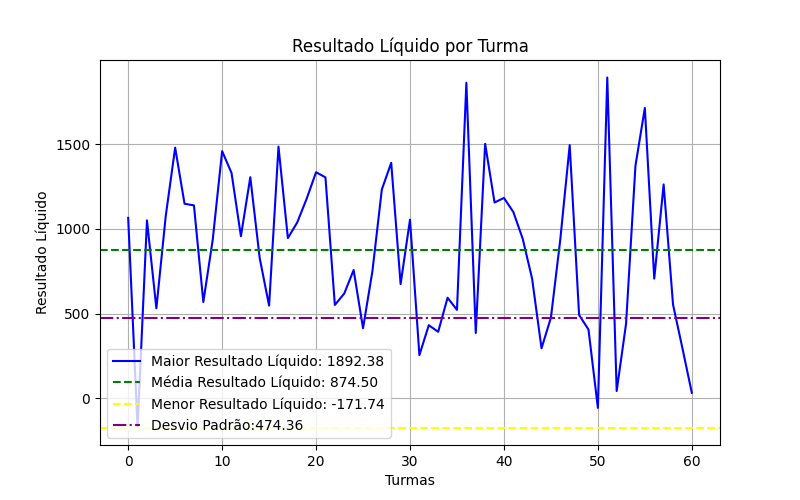 Resultado Líquido por Turma
Resultado Líquido
1500
1000
500
0
Maior Resultado Líquido: 1892.38
Média Resultado Líquido: 874.50
Menor Resultado Líquido: -171.74
Desvio Padrão:474.36
0 10 20 30 40 50 60
Turmas